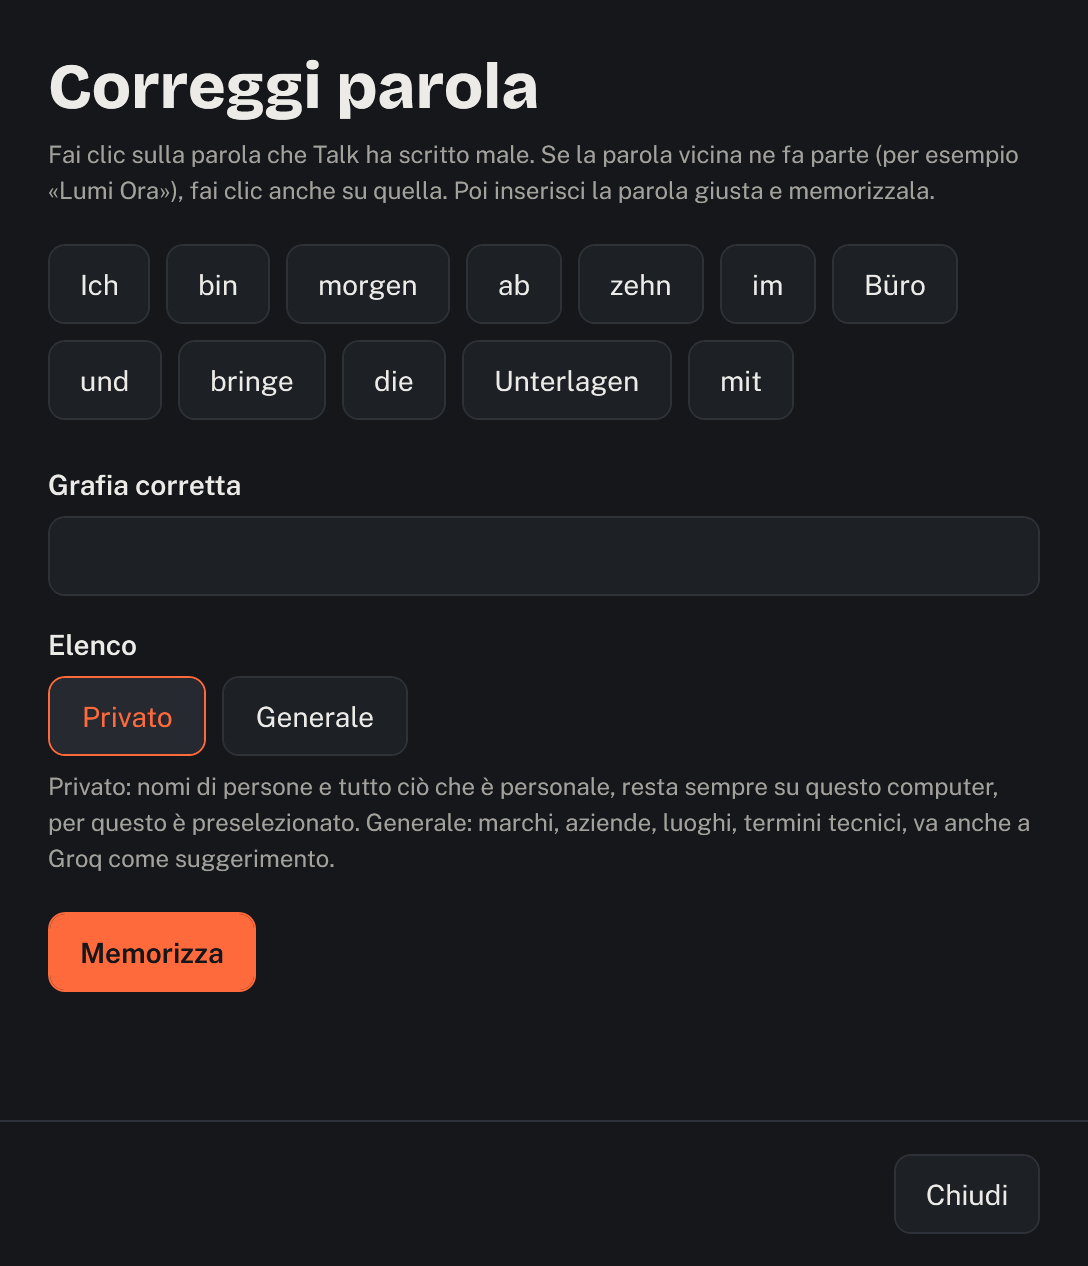 Correggi parola
Fai clic sulla parola che Talk ha scritto male. Se la parola vicina ne fa parte (per esempio
«Lumi Ora»), fai clic anche su quella. Poi inserisci la parola giusta e memorizzala.
Ich bin morgen ab zehn im Büro
und bringe die Unterlagen mit
Grafia corretta
Elenco
Privato Generale
Privato: nomi di persone e tutto ciò che è personale, resta sempre su questo computer,
per questo è preselezionato. Generale: marchi, aziende, luoghi, termini tecnici, va anche a
Groq come suggerimento.
Memorizza
Chiudi